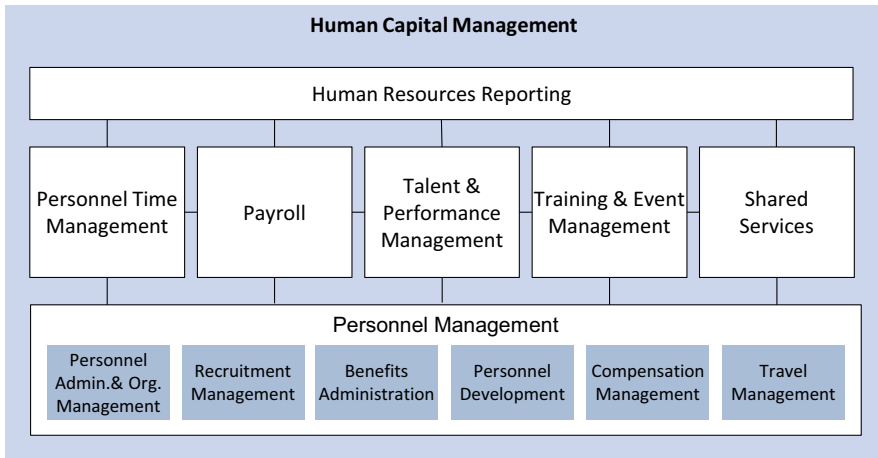 Human Capital Management
Human Resources Reporting
Personnel Time
Management
Payroll
Talent &
Performance
Management
Training & Event
Management
Shared
Services
Personnel Management
Personnel
Admin.& Org.
Management
Recruitment
Management
Benefits
Administration
Personnel
Development
Compensation
Management
Travel
Management